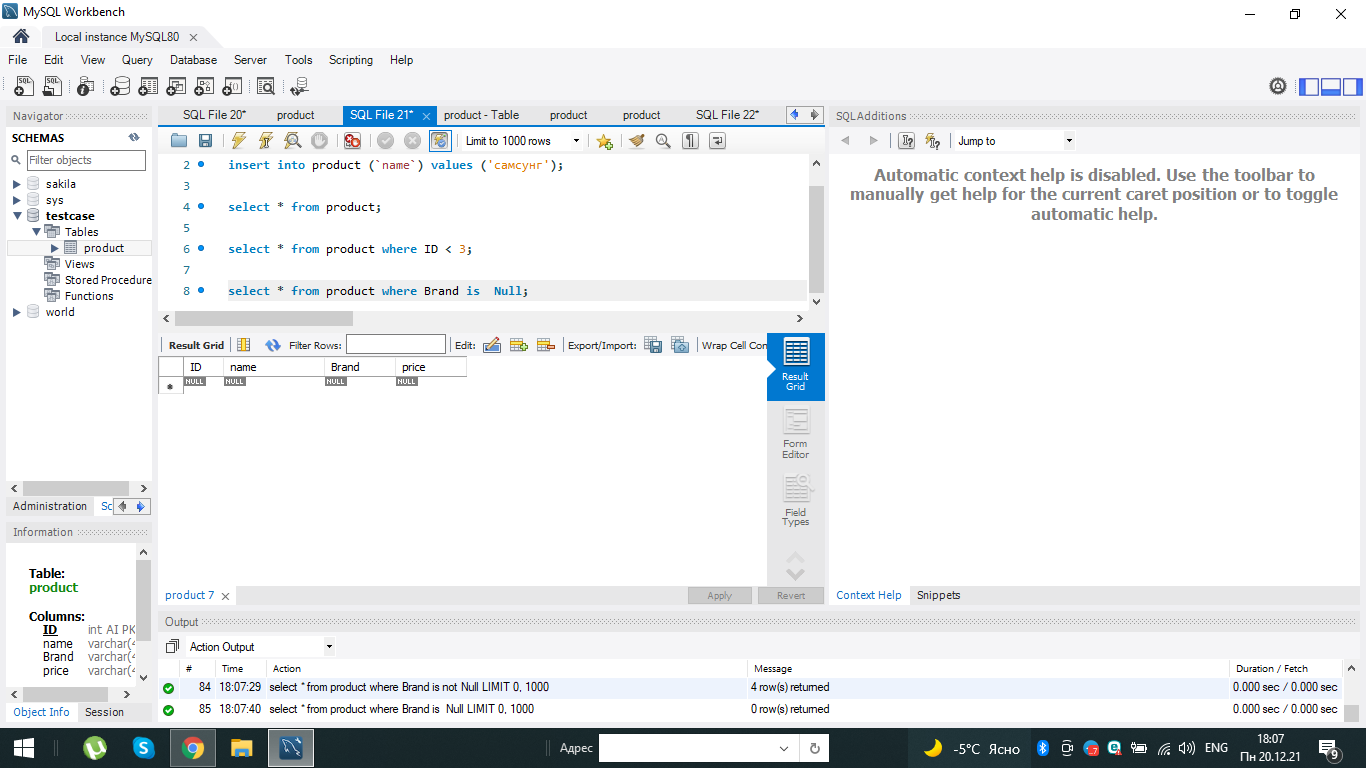 MySQL Workbench
Local instance MySQL80
File Edit View Query Database Server Tools Scripting Help
Navigator
SCHEMAS
Filter objects
sakila
sys
testcase
Tables
product
Views
Stored Procedure
Functions
world
Administration Sc
Information
Table:
product
Columns:
ID int AI PK
name varchar(4
Brand varchar(4
price varchar(4
Object Info Session
SQL File 20* product SQL File 21* product - Table product product SQL File 22*
Limit to 1000 rows
2 insert into product (`name`) values ('самсунг');
3
4 select * from product;
5
6 select * from product where ID < 3;
7
8 select * from product where Brand is  Null;
Result Grid Filter Rows: Edit: Export/Import: Wrap Cell Con
ID name Brand price
NULL NULL NULL NULL
Result
Grid
Form
Editor
Field
Types
product 7 Apply Revert
SQLAdditions
Jump to
Automatic context help is disabled. Use the toolbar to
manually get help for the current caret position or to toggle
automatic help.
Context Help Snippets
Output
Action Output
# Time Action Message Duration / Fetch
84 18:07:29 select * from product where Brand is not Null LIMIT 0, 1000 4 row(s) returned 0.000 sec / 0.000 sec
85 18:07:40 select * from product where Brand is  Null LIMIT 0, 1000 0 row(s) returned 0.000 sec / 0.000 sec
Адрес
-5°C Ясно
ENG
18:07
Пн 20.12.21
9